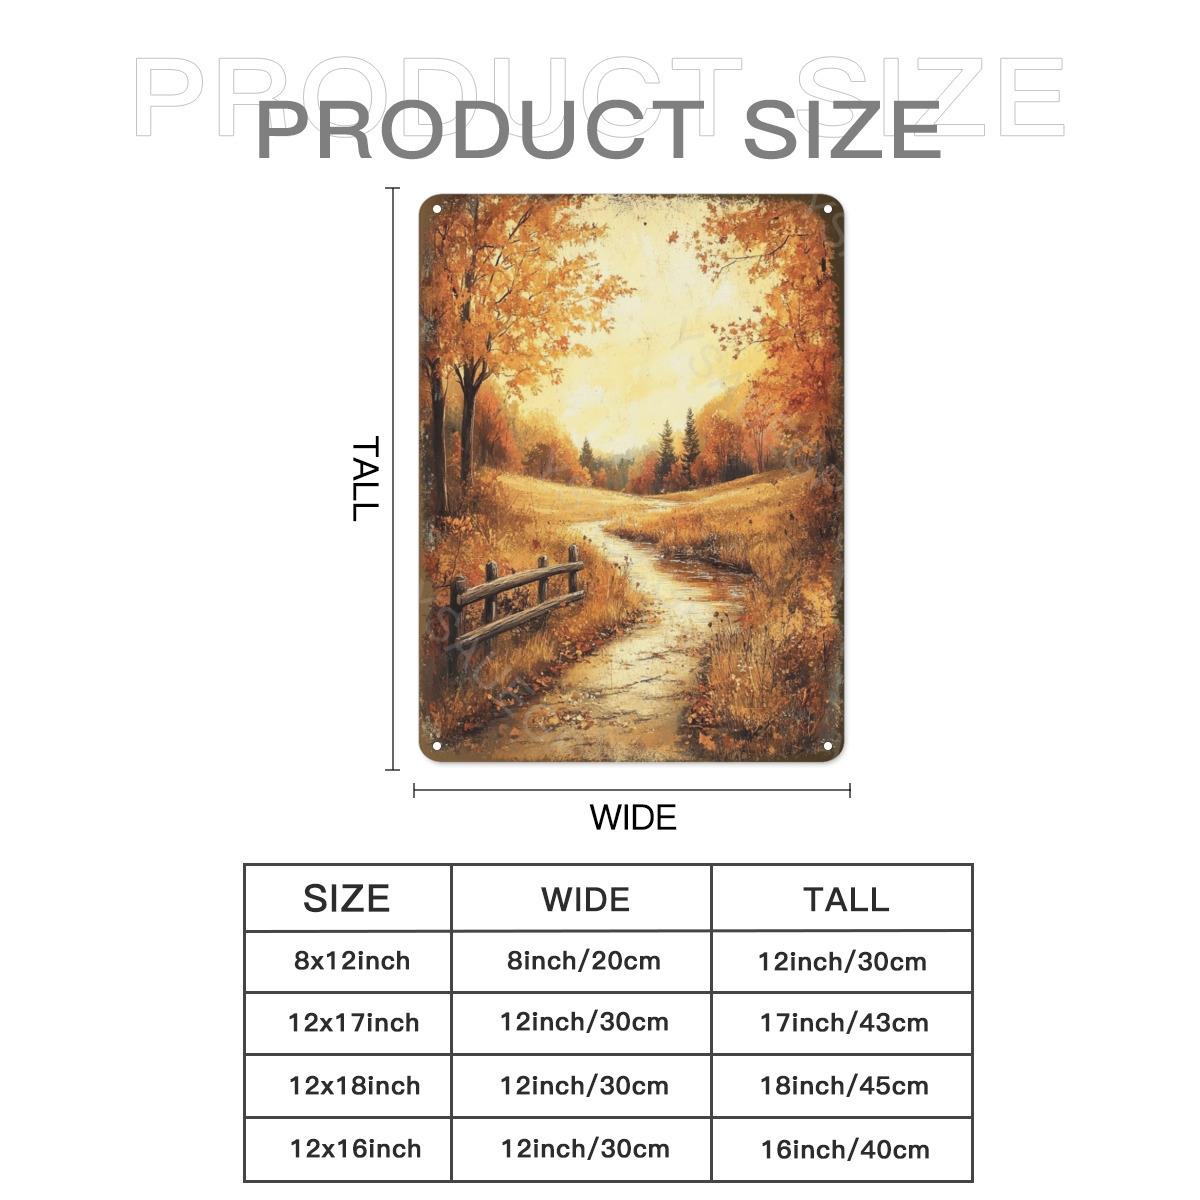 PRODUCT SIZE
PRODUCT SIZE
TALL
WIDE
SIZE WIDE TALL
8x12inch 8inch/20cm 12inch/30cm
12x17inch 12inch/30cm 17inch/43cm
12x18inch 12inch/30cm 18inch/45cm
12x16inch 12inch/30cm 16inch/40cm